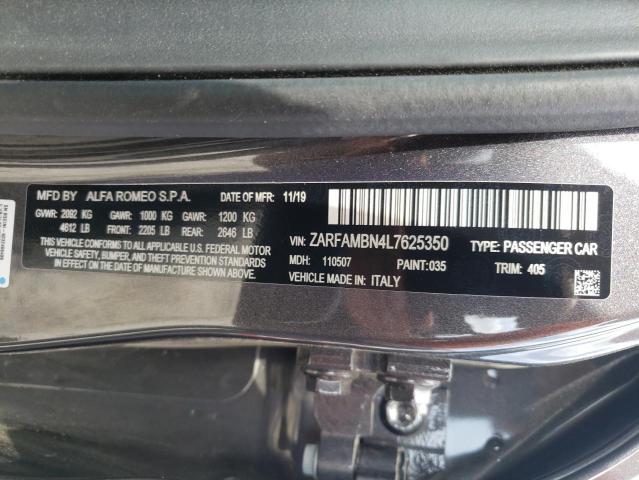 MFD BY ALFA ROMEO S.P.A. DATE OF MFR 11/19
GVWR: 2092 KG GAWR: 1000 KG GAWR: 1200 KG
4612 LB FRONT: 2205 LB REAR: 2646 LB
THIS VEHICLE CONFORMS TO ALL APPLICABLE U.S. FEDERAL MOTOR
VEHICLE SAFETY, BUMPER, AND THEFT PREVENTION STANDARDS
IN EFFECT ON THE DATE OF MANUFACTURE SHOWN ABOVE.
VIN: ZARFAMBN4L7625350 TYPE: PASSENGER CAR
MDH: 110507 PAINT: 035 TRIM: 405
VEHICLE MADE IN: ITALY